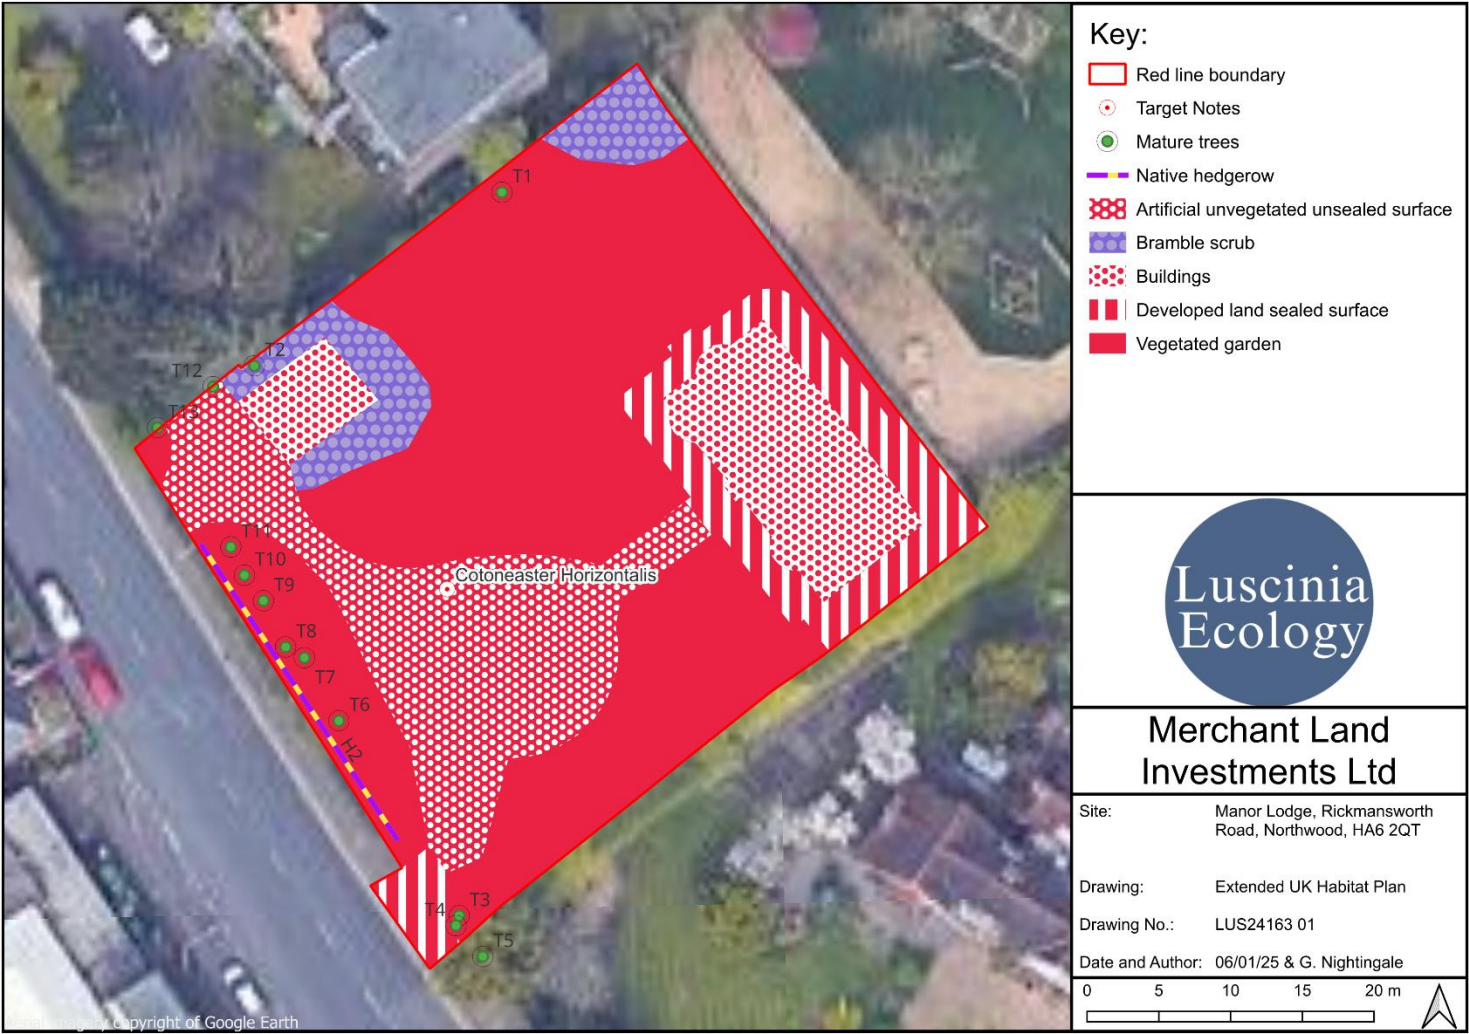 Key:
Red line boundary
Target Notes
Mature trees
Native hedgerow
Artificial unvegetated unsealed surface
Bramble scrub
Buildings
Developed land sealed surface
Vegetated garden
T1
T2
T12
T13
T11
T10
T9
T8
T7
T6
H2
Cotoneaster Horizontalis
T3
T4
T5
copyright of Google Earth
Luscinia
Ecology
Merchant Land
Investments Ltd
Site: Manor Lodge, Rickmansworth
Road, Northwood, HA6 2QT
Drawing: Extended UK Habitat Plan
Drawing No.: LUS24163 01
Date and Author: 06/01/25 & G. Nightingale
0 5 10 15 20 m